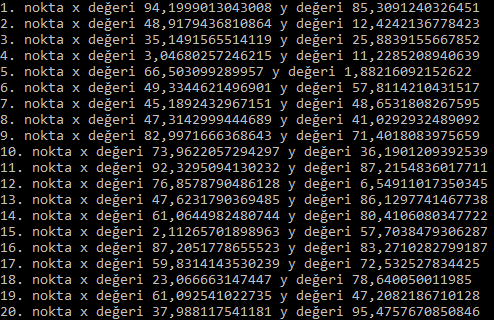 1. nokta x değeri 94,1999013043008 y değeri 85,3091240326451
2. nokta x değeri 48,9179436810864 y değeri 12,4242136778423
3. nokta x değeri 35,1491565514119 y değeri 25,8839155667852
4. nokta x değeri 3,04680257246215 y değeri 11,2285208940639
5. nokta x değeri 66,503099289957 y değeri 1,88216092152622
6. nokta x değeri 49,3344621496901 y değeri 57,8114210431517
7. nokta x değeri 45,1892432967151 y değeri 48,6531808267595
8. nokta x değeri 47,3142999444689 y değeri 41,0292932489092
9. nokta x değeri 82,9971666368643 y değeri 71,4018083975659
10. nokta x değeri 73,9622057294297 y değeri 36,1901209392539
11. nokta x değeri 92,3295094130232 y değeri 87,2154836017711
12. nokta x değeri 76,8578790486128 y değeri 6,54911017350345
13. nokta x değeri 47,6231790369485 y değeri 86,1297741467738
14. nokta x değeri 61,0644982480744 y değeri 80,4106080347722
15. nokta x değeri 2,11265701898963 y değeri 57,7038479306287
16. nokta x değeri 87,2051778655523 y değeri 83,2710282799187
17. nokta x değeri 59,8314143530239 y değeri 72,532527834425
18. nokta x değeri 23,066663147447 y değeri 78,640050011985
19. nokta x değeri 61,092541022735 y değeri 47,2082186710128
20. nokta x değeri 37,988117541181 y değeri 95,4757670850846